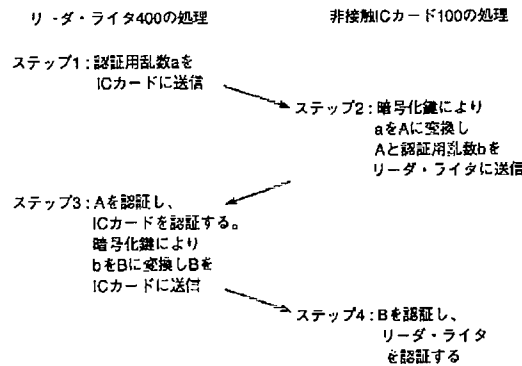 リーダ・ライタ400の処理
非接触ICカード100の処理
ステップ1：認証用乱数aを
ICカードに送信
ステップ2：暗号化鍵により
aをAに変換し
Aと認証用乱数bを
リーダ・ライタに送信
ステップ3：Aを認証し、
ICカードを認証する。
暗号化鍵により
bをBに変換しBを
ICカードに送信
ステップ4：Bを認証し、
リーダ・ライタ
を認証する